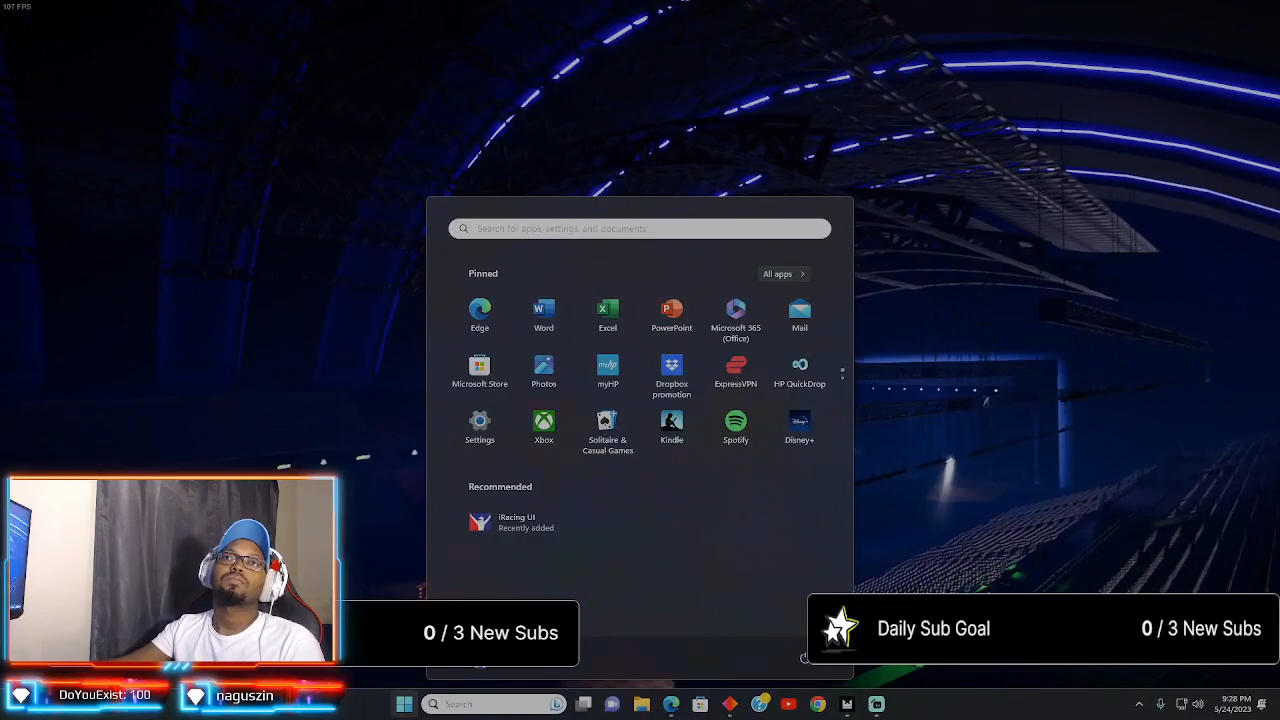 107 FPS
Search for apps, settings, and documents
Pinned
All apps
Edge
Word
Excel
PowerPoint
Microsoft 365
(Office)
Mail
Microsoft Store
Photos
myHP
Dropbox
promotion
ExpressVPN
HP QuickDrop
Settings
Xbox
Solitaire &
Casual Games
Kindle
Spotify
Disney+
Recommended
iRacing UI
Recently added
0 / 3 New Subs
Daily Sub Goal
0 / 3 New Subs
DoYouExist: 100
naguszin
Search
9:28 PM
5/24/2023